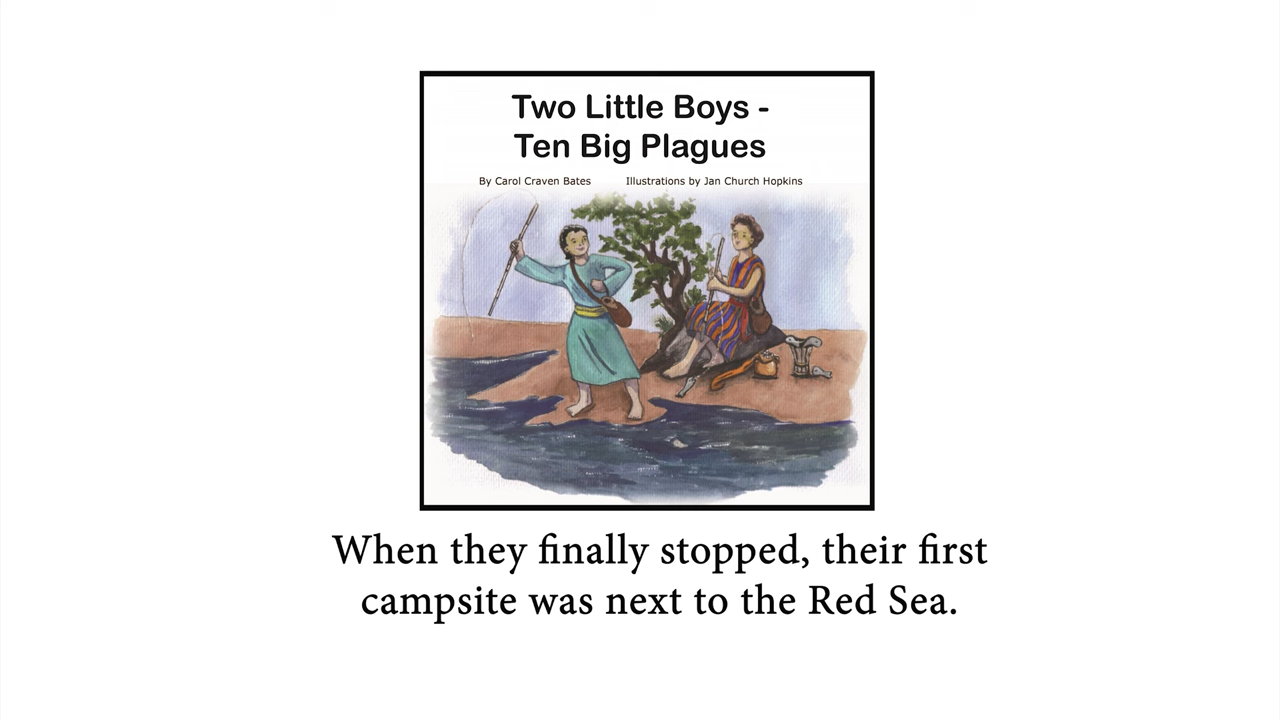 Two Little Boys -
Ten Big Plagues
By Carol Craven Bates Illustrations by Jan Church Hopkins
When they finally stopped, their first
campsite was next to the Red Sea.